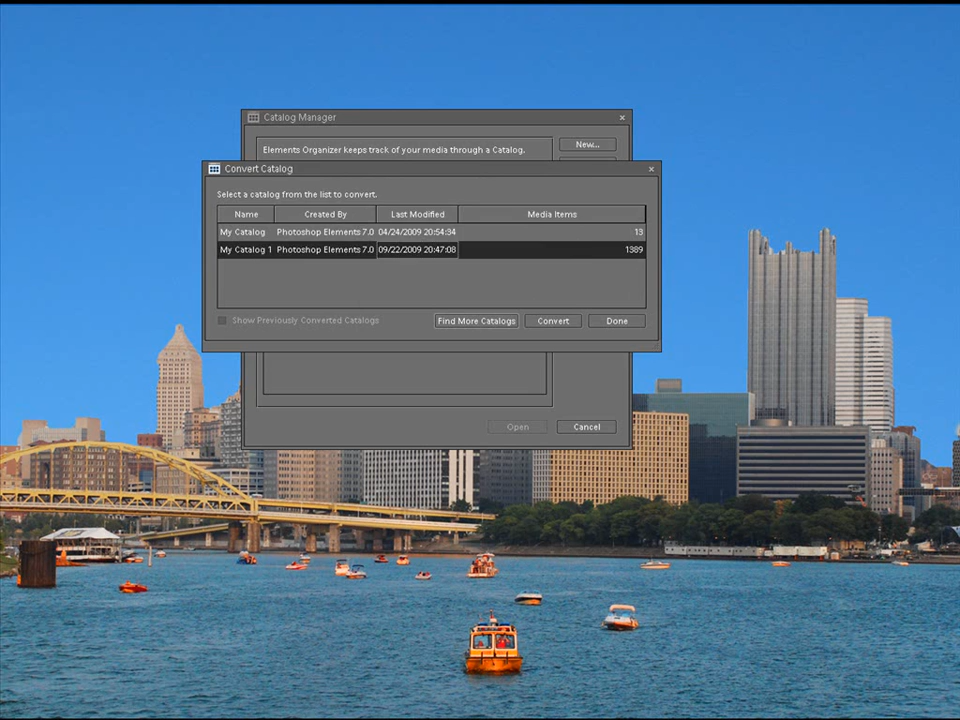 Catalog Manager
Elements Organizer keeps track of your media through a Catalog.
New...
Convert Catalog
Select a catalog from the list to convert.
Name Created By Last Modified Media Items
My Catalog Photoshop Elements 7.0 04/24/2009 20:54:34 13
My Catalog 1 Photoshop Elements 7.0 09/22/2009 20:47:08 1389
Show Previously Converted Catalogs
Find More Catalogs Convert Done
Open Cancel